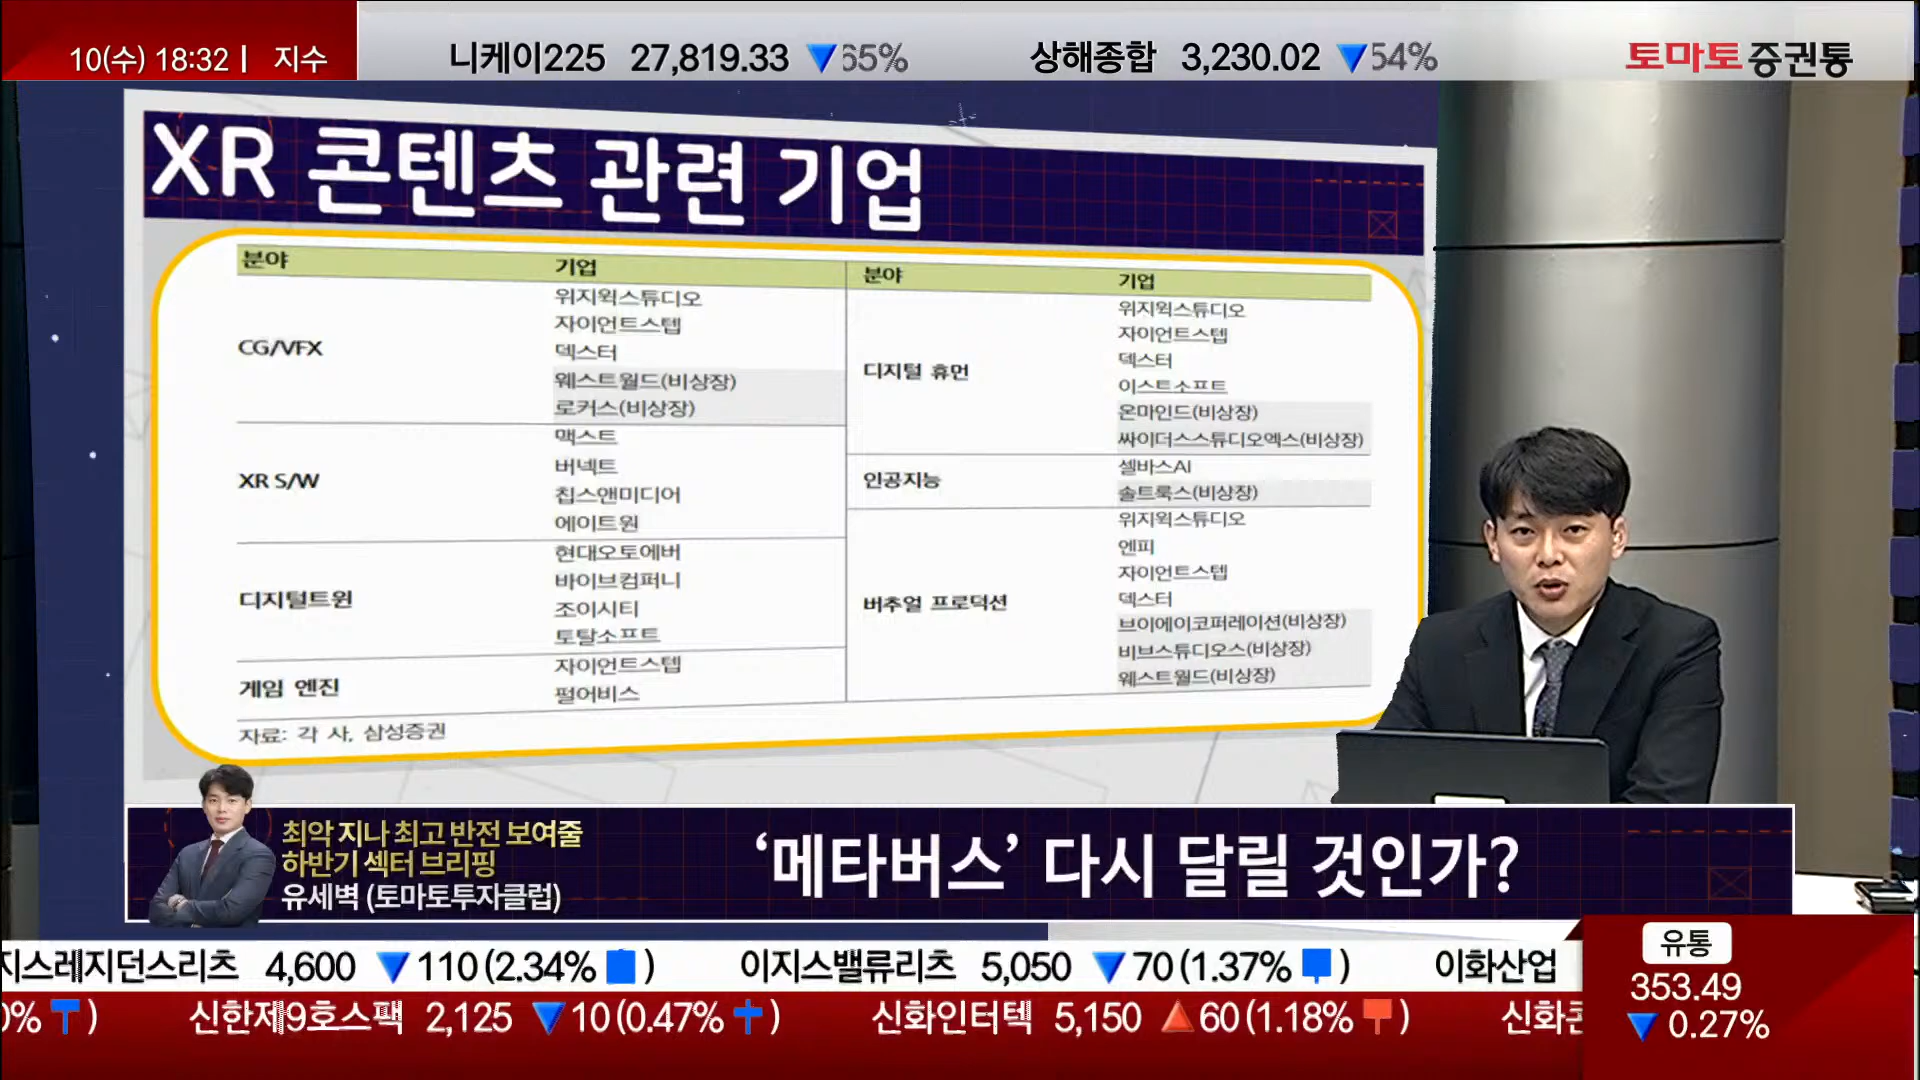 10(수) 18:32 | 지수
니케이225 27,819.33 ▼65%
상해종합 3,230.02 ▼54%
토마토증권통
XR 콘텐츠 관련 기업
분야 기업
CG/VFX
위지윅스튜디오
자이언트스텝
덱스터
웨스트월드(비상장)
로커스(비상장)
XR S/W
맥스트
버넥트
칩스앤미디어
에이트원
디지털트윈
현대오토에버
바이브컴퍼니
조이시티
토탈소프트
게임 엔진
자이언트스텝
펄어비스
분야 기업
디지털 휴먼
위지윅스튜디오
자이언트스텝
덱스터
이스트소프트
온마인드(비상장)
싸이더스스튜디오엑스(비상장)
인공지능
셀바스AI
솔트룩스(비상장)
버추얼 프로덕션
위지윅스튜디오
엔피
자이언트스텝
덱스터
브이에이코퍼레이션(비상장)
비브스튜디오스(비상장)
웨스트월드(비상장)
자료: 각 사, 삼성증권
최악 지나 최고 반전 보여줄
하반기 섹터 브리핑
유세벽 (토마토투자클럽)
‘메타버스’ 다시 달릴 것인가?
지스레지던스리츠 4,600 ▼110(2.34% ) 이지스밸류리츠 5,050 ▼70(1.37% ) 이화산업
0% ) 신한제9호스팩 2,125 ▼10(0.47% ) 신화인터텍 5,150 ▲60(1.18% ) 신화콘
유통
353.49
▼0.27%